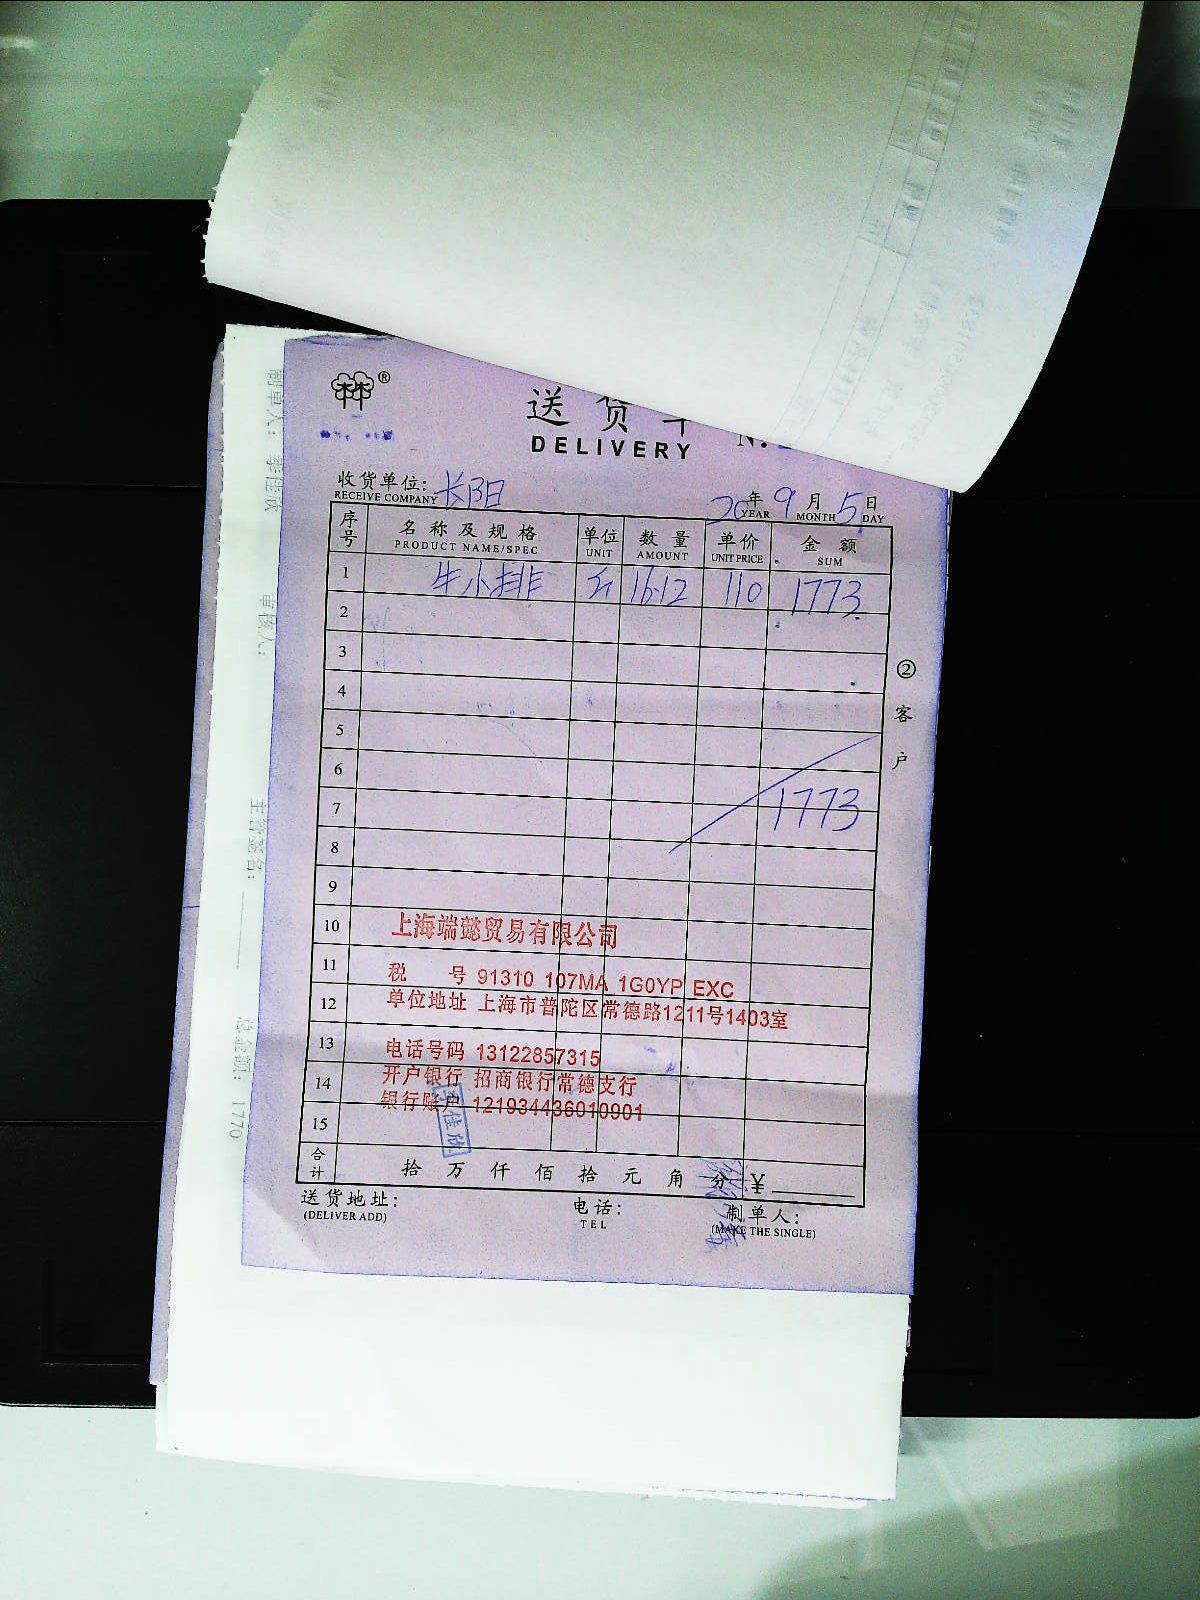 ®
送货单
N:
DELIVERY
收货单位: 长阳
RECEIVE COMPANY
20年9月5日
YEAR MONTH DAY
序号 名称及规格 单位 数量 单价 金额
PRODUCT NAME/SPEC UNIT AMOUNT UNIT PRICE SUM
1 牛小排 斤 16.12 110 1773
2
3
4
5
6
7 1773
8
9
10
11
12
13
14
15
②客户
上海端懿贸易有限公司
税 号 91310 107MA 1G0YP EXC
单位地址 上海市普陀区常德路1211号1403室
电话号码 13122857315
开户银行 招商银行常德支行
银行账户 121934436010901
李佳欣
合计 拾 万 仟 佰 拾 元 角 分 ¥
送货地址: 电话: 制单人:
(DELIVER ADD) TEL (MAKE THE SINGLE)
制单人: 李佳欣
审核人:
主管签名:
总金额: 1770